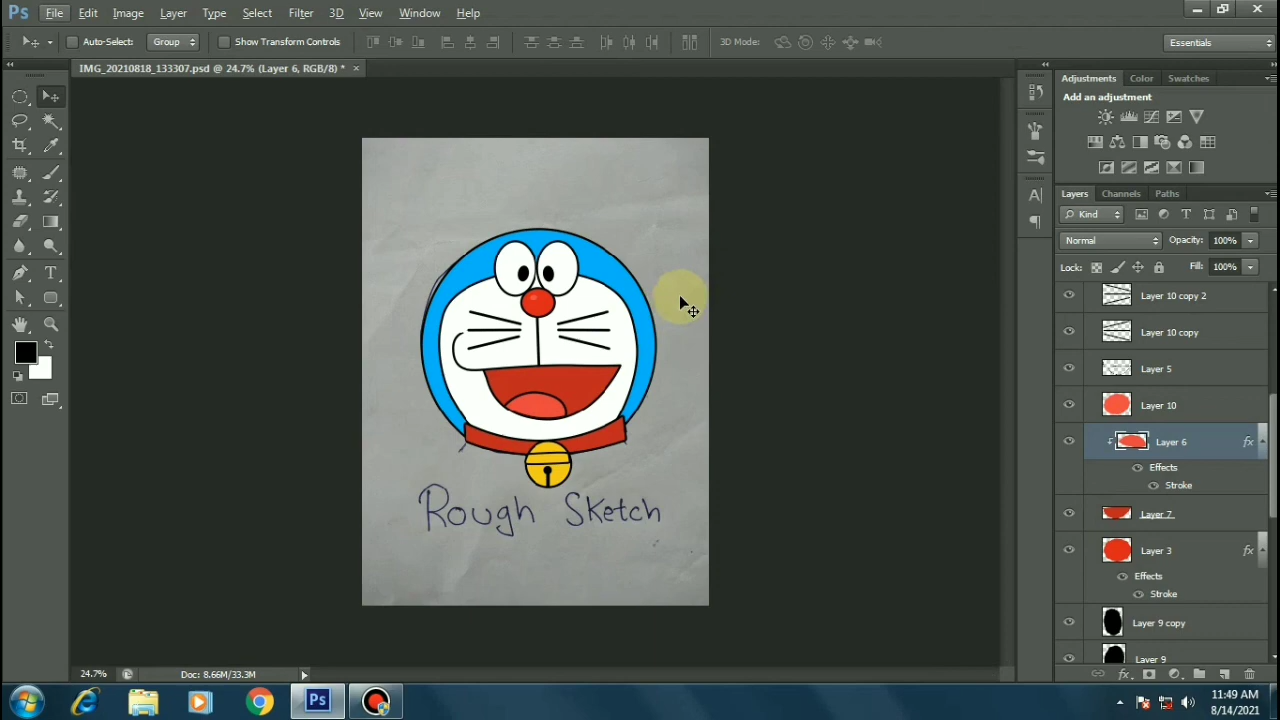 Ps File Edit Image Layer Type Select Filter 3D View Window Help
Auto-Select: Group Show Transform Controls 3D Mode: Essentials
IMG_20210818_133307.psd @ 24.7% (Layer 6, RGB/8) * ×
Adjustments Color Swatches
Add an adjustment
Layers Channels Paths
Kind
Normal Opacity: 100%
Lock: Fill: 100%
Layer 10 copy 2
Layer 10 copy
Layer 5
Layer 10
Layer 6 fx
Effects
Stroke
Layer 7
Layer 3 fx
Effects
Stroke
Layer 9 copy
Layer 9
Rough Sketch
24.7% Doc: 8.66M/33.3M
Ps
11:49 AM
8/14/2021